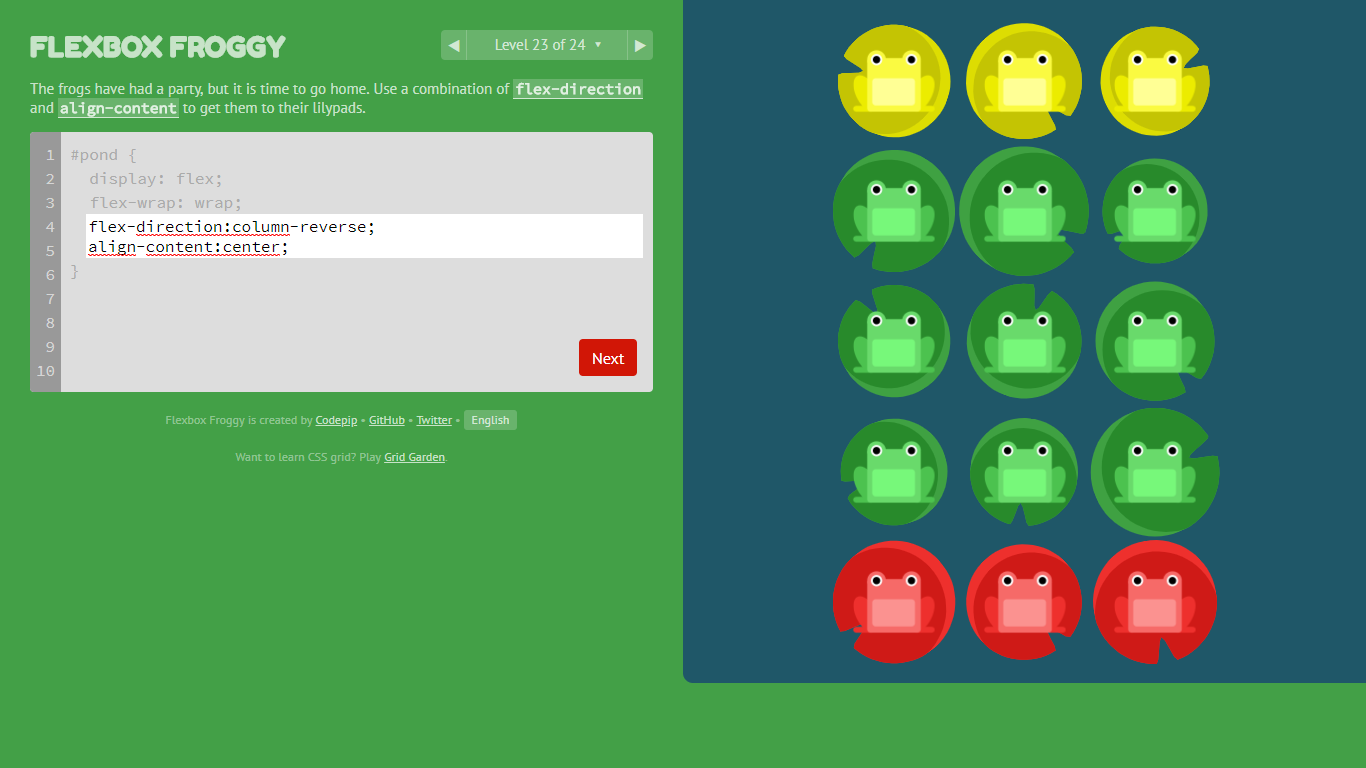 FLEXBOX FROGGY
◀ Level 23 of 24 ▼ ▶
The frogs have had a party, but it is time to go home. Use a combination of flex-direction
and align-content to get them to their lilypads.
1 #pond {
2 display: flex;
3 flex-wrap: wrap;
4 flex-direction:column-reverse;
5 align-content:center;
6 }
7
8
9
10
Next
Flexbox Froggy is created by Codepip • GitHub • Twitter • English
Want to learn CSS grid? Play Grid Garden.